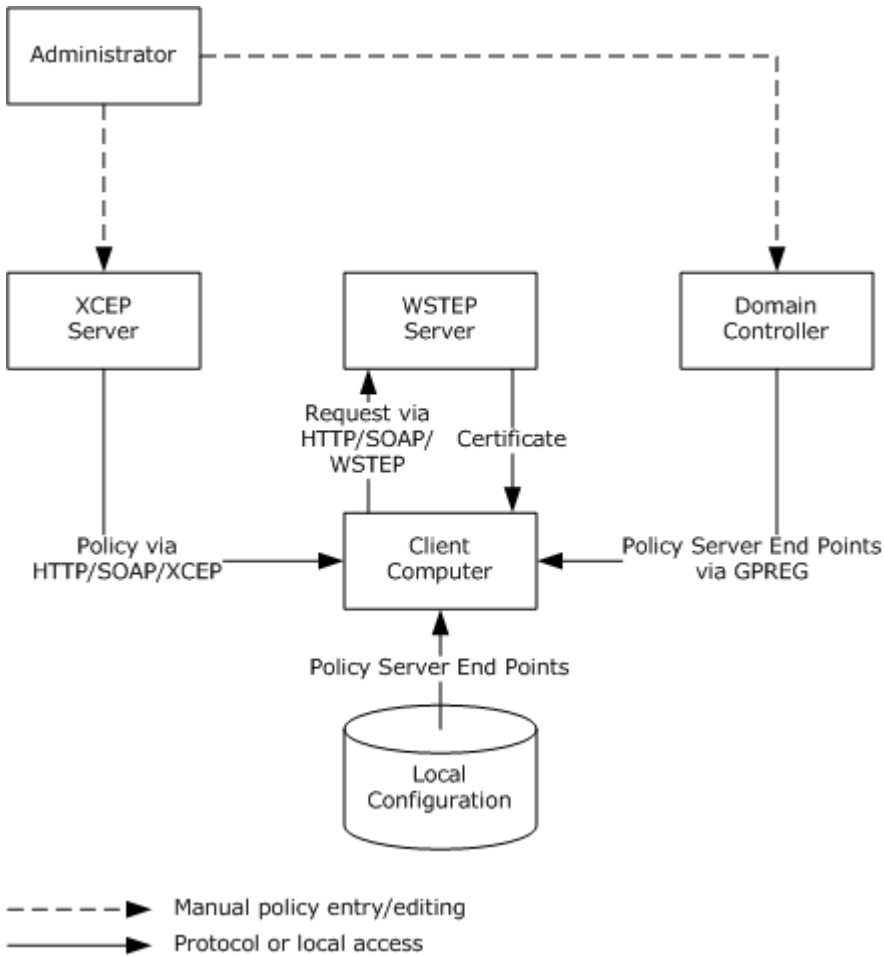 Administrator
XCEP
Server
WSTEP
Server
Domain
Controller
Request via
HTTP/SOAP/
WSTEP
Certificate
Policy via
HTTP/SOAP/XCEP
Client
Computer
Policy Server End Points
via GPREG
Policy Server End Points
Local
Configuration
Manual policy entry/editing
Protocol or local access